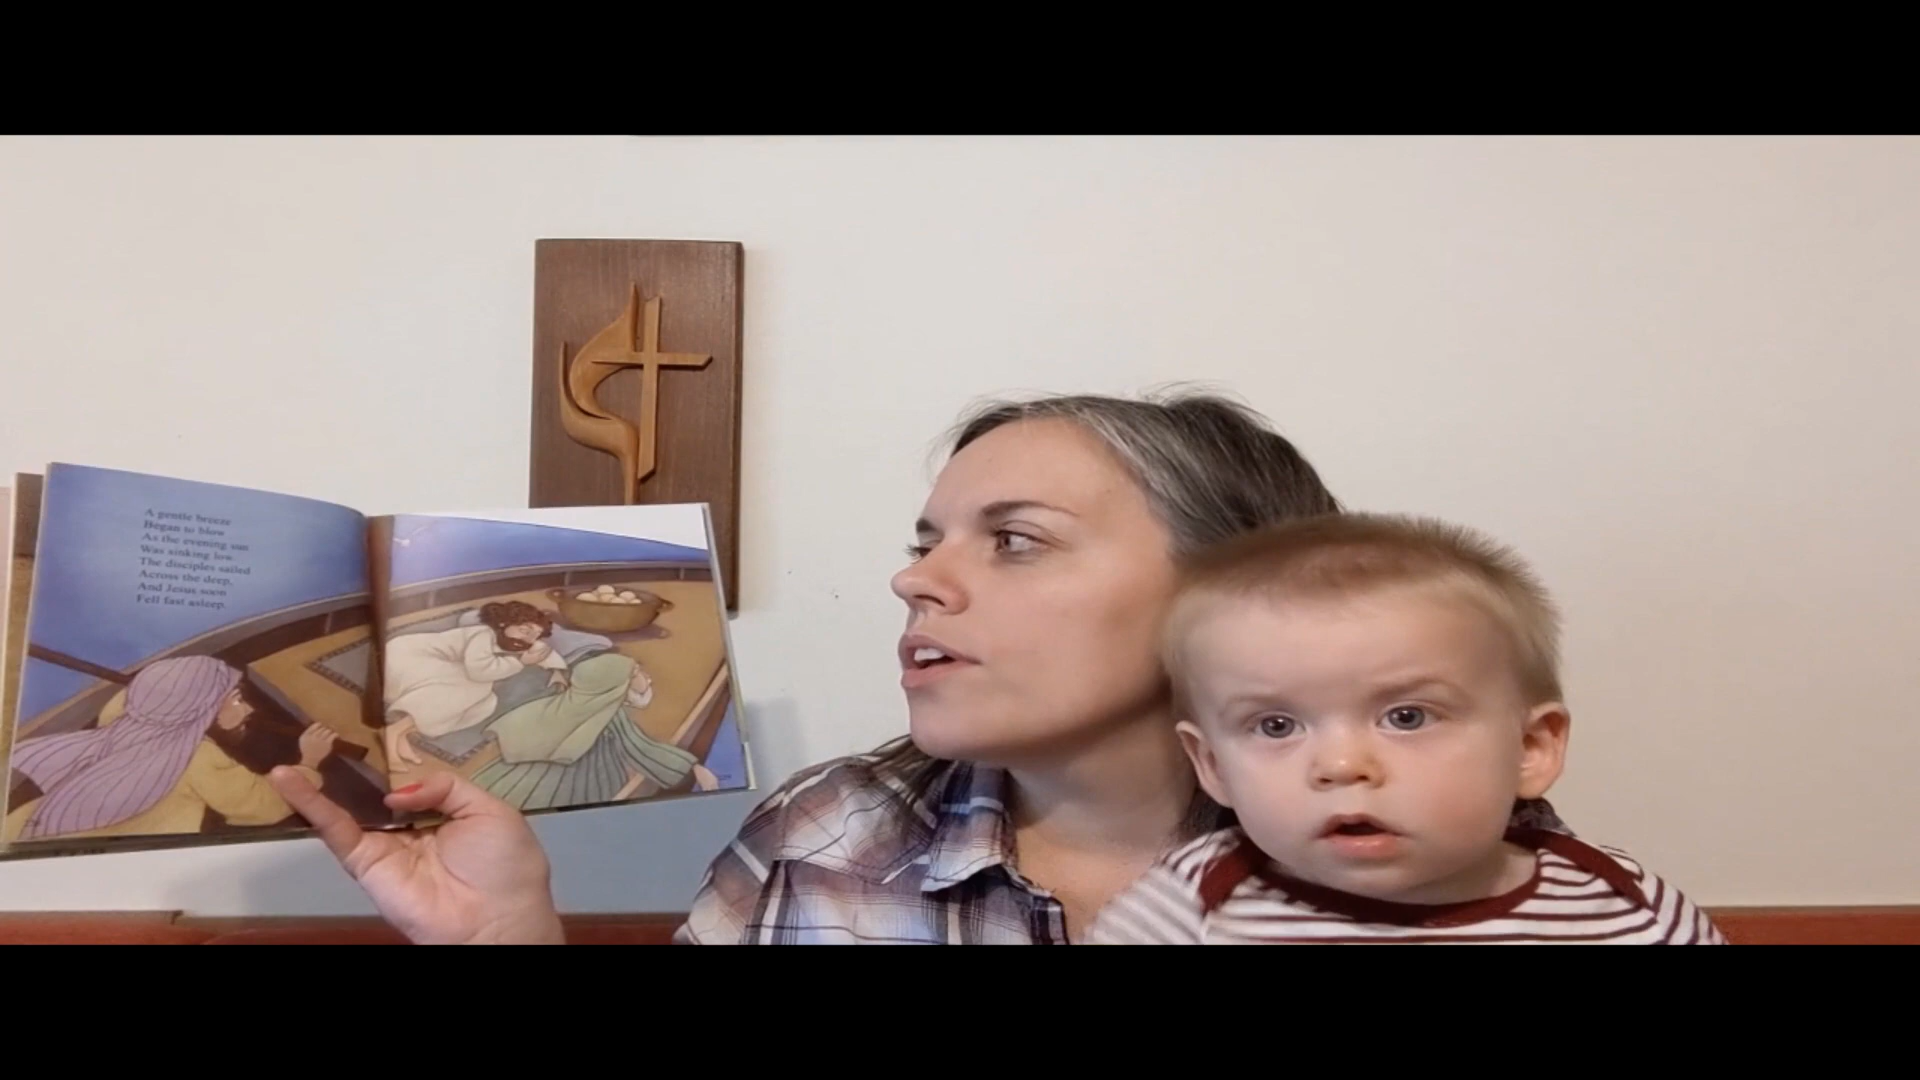 A gentle breeze
Began to blow
As the evening sun
Was sinking low.
The disciples sailed
Across the deep,
And Jesus soon
Fell fast asleep.